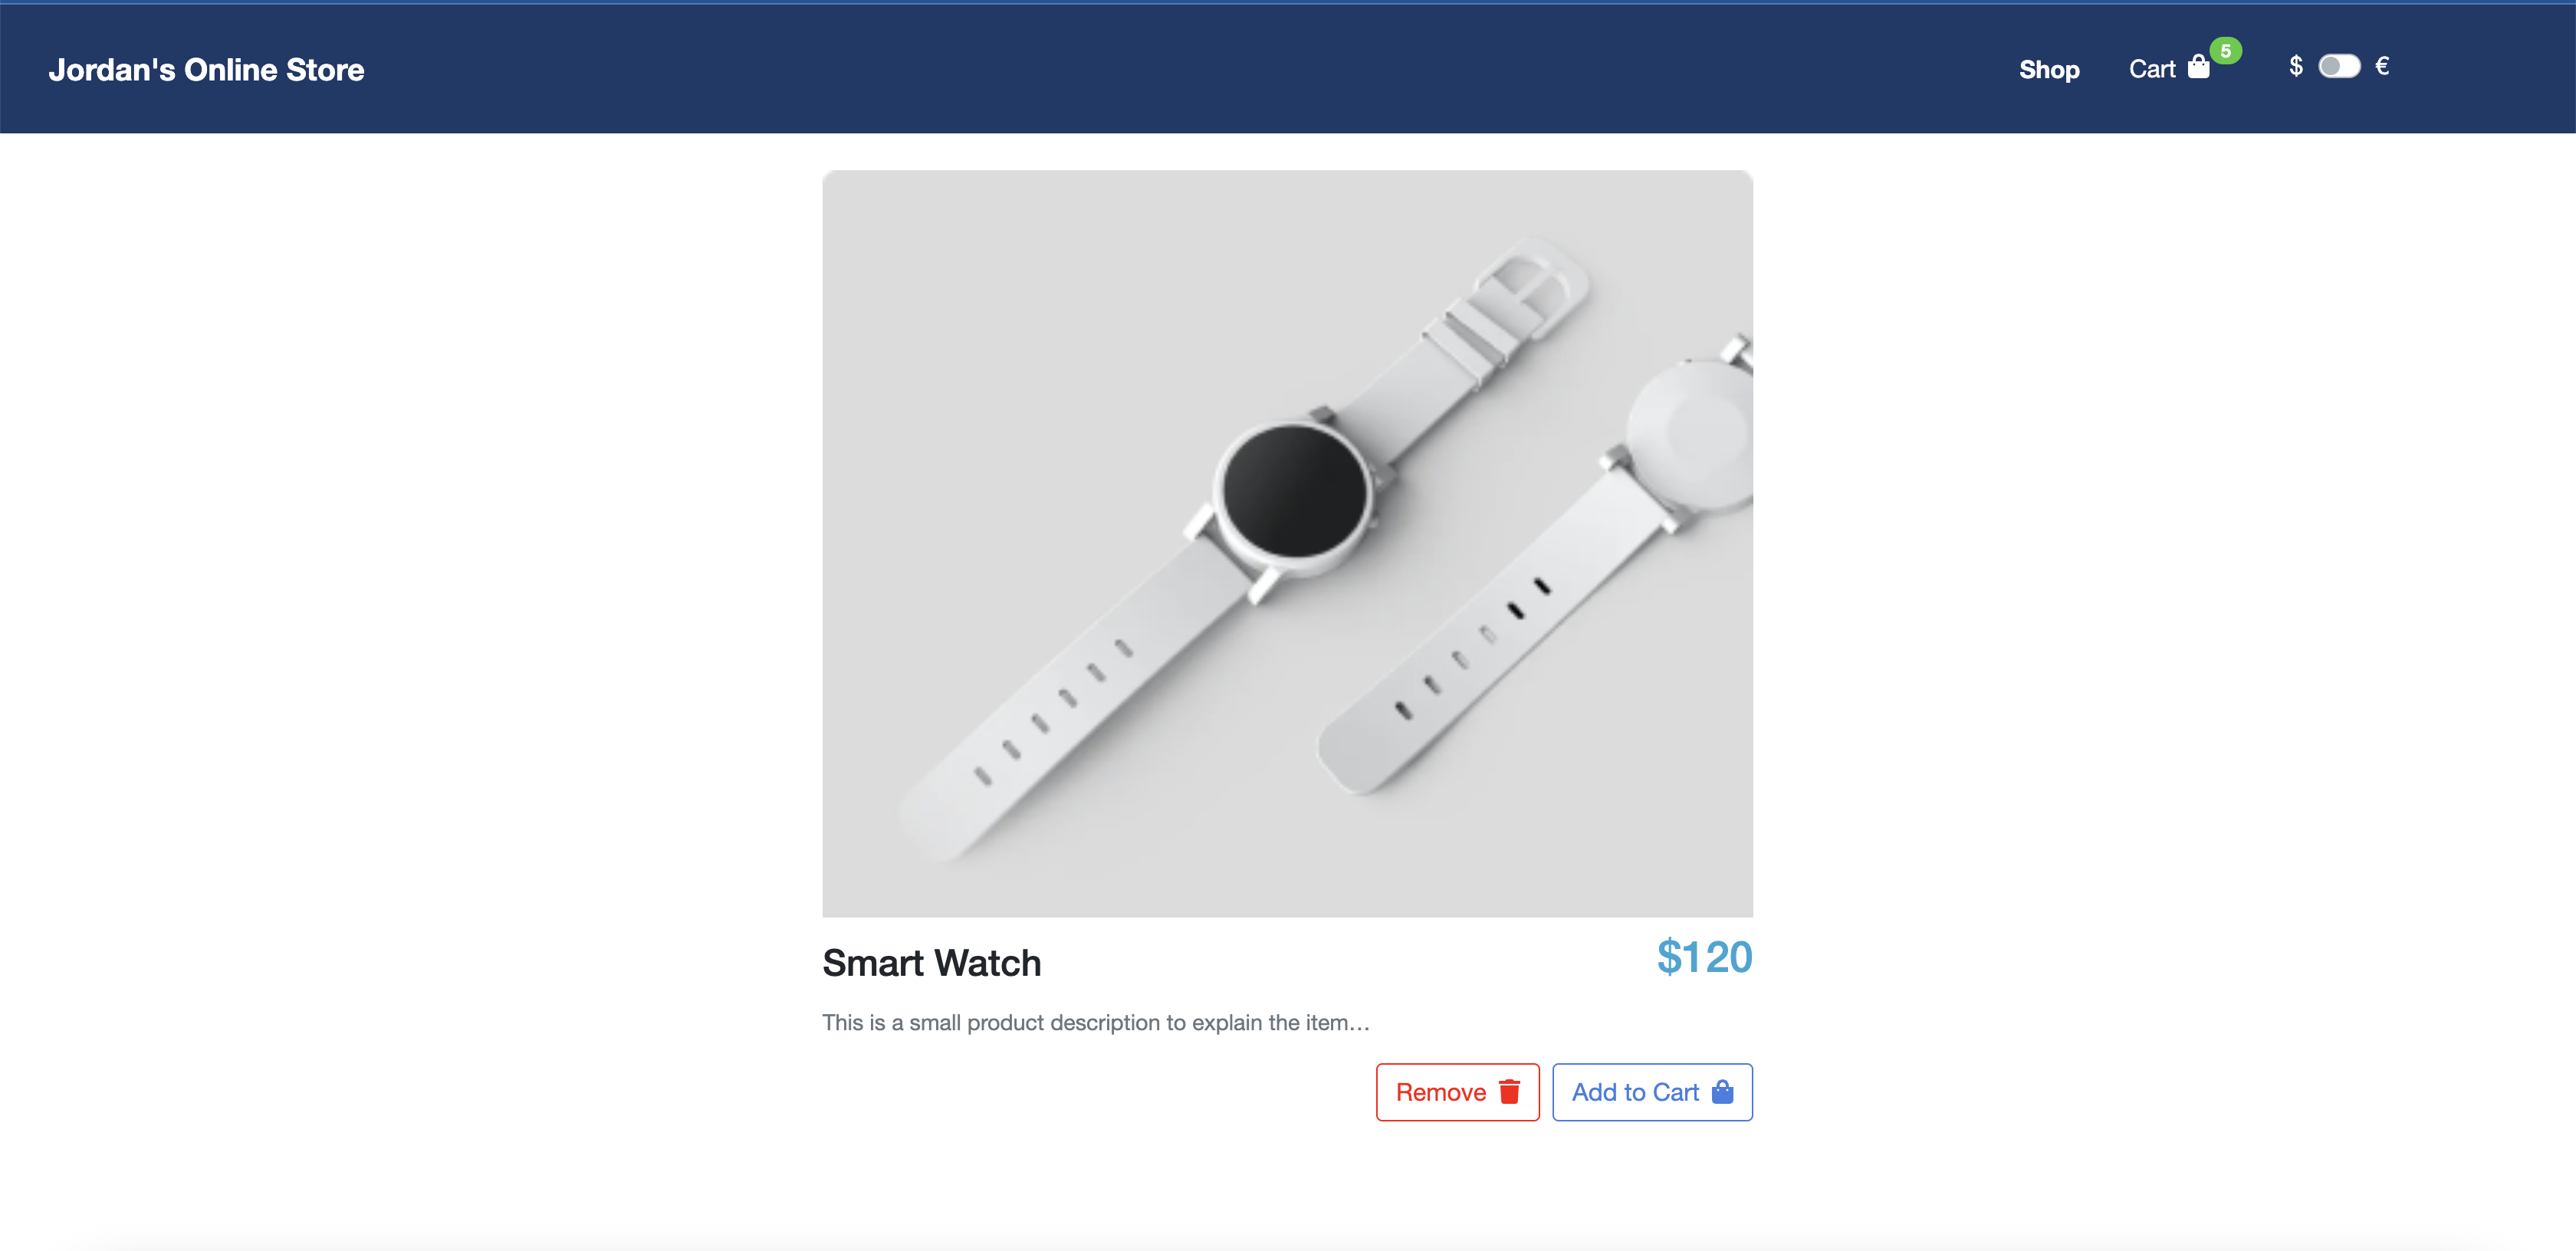 Jordan's Online Store
Shop Cart 5 $ €
Smart Watch $120
This is a small product description to explain the item…
Remove Add to Cart